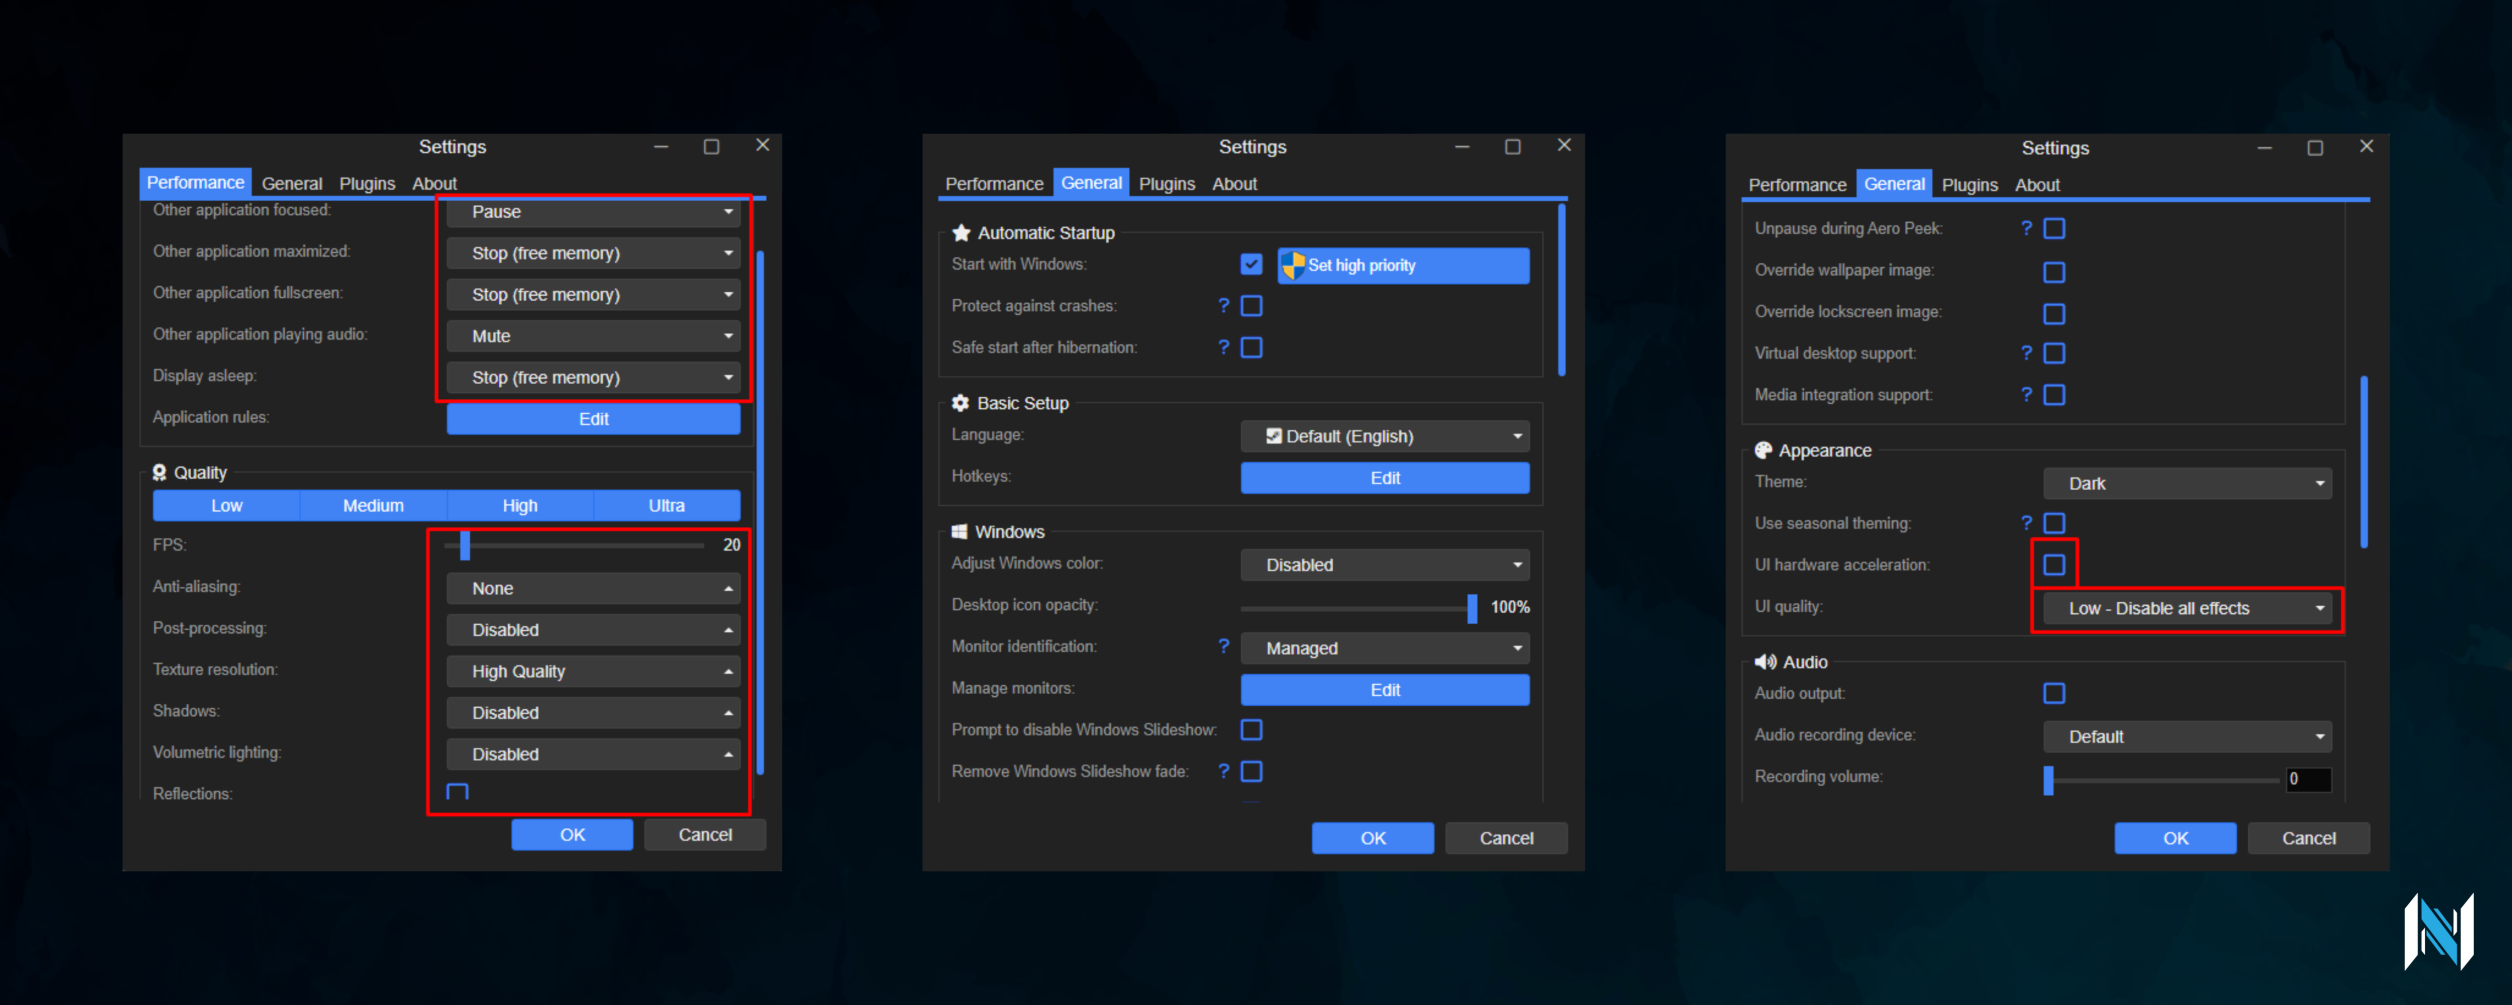 Settings
Performance General Plugins About
Other application focused: Pause
Other application maximized: Stop (free memory)
Other application fullscreen: Stop (free memory)
Other application playing audio: Mute
Display asleep: Stop (free memory)
Application rules: Edit
Quality
Low Medium High Ultra
FPS: 20
Anti-aliasing: None
Post-processing: Disabled
Texture resolution: High Quality
Shadows: Disabled
Volumetric lighting: Disabled
Reflections:
OK Cancel
Settings
Performance General Plugins About
Automatic Startup
Start with Windows: Set high priority
Protect against crashes: ?
Safe start after hibernation: ?
Basic Setup
Language: Default (English)
Hotkeys: Edit
Windows
Adjust Windows color: Disabled
Desktop icon opacity: 100%
Monitor identification: ? Managed
Manage monitors: Edit
Prompt to disable Windows Slideshow:
Remove Windows Slideshow fade: ?
OK Cancel
Settings
Performance General Plugins About
Unpause during Aero Peek: ?
Override wallpaper image:
Override lockscreen image:
Virtual desktop support: ?
Media integration support: ?
Appearance
Theme: Dark
Use seasonal theming: ?
UI hardware acceleration:
UI quality: Low - Disable all effects
Audio
Audio output:
Audio recording device: Default
Recording volume: 0
OK Cancel